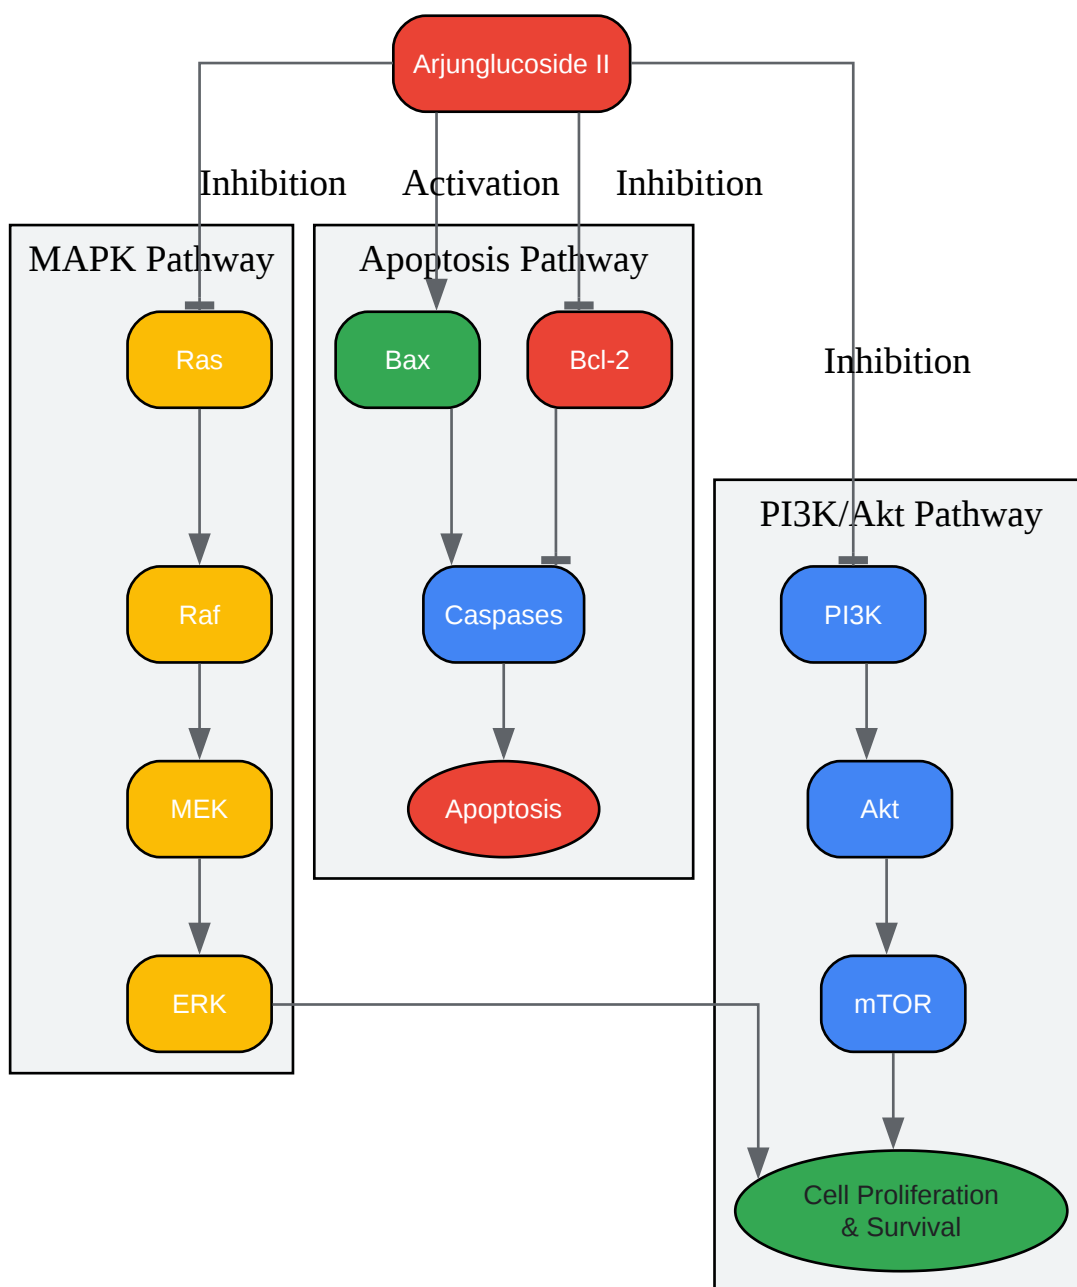 Arjunglucoside II
Inhibition
Activation
Inhibition
MAPK Pathway
Apoptosis Pathway
Ras
Bax
Bcl-2
Inhibition
PI3K/Akt Pathway
Raf
Caspases
PI3K
MEK
Apoptosis
Akt
ERK
mTOR
Cell Proliferation
& Survival